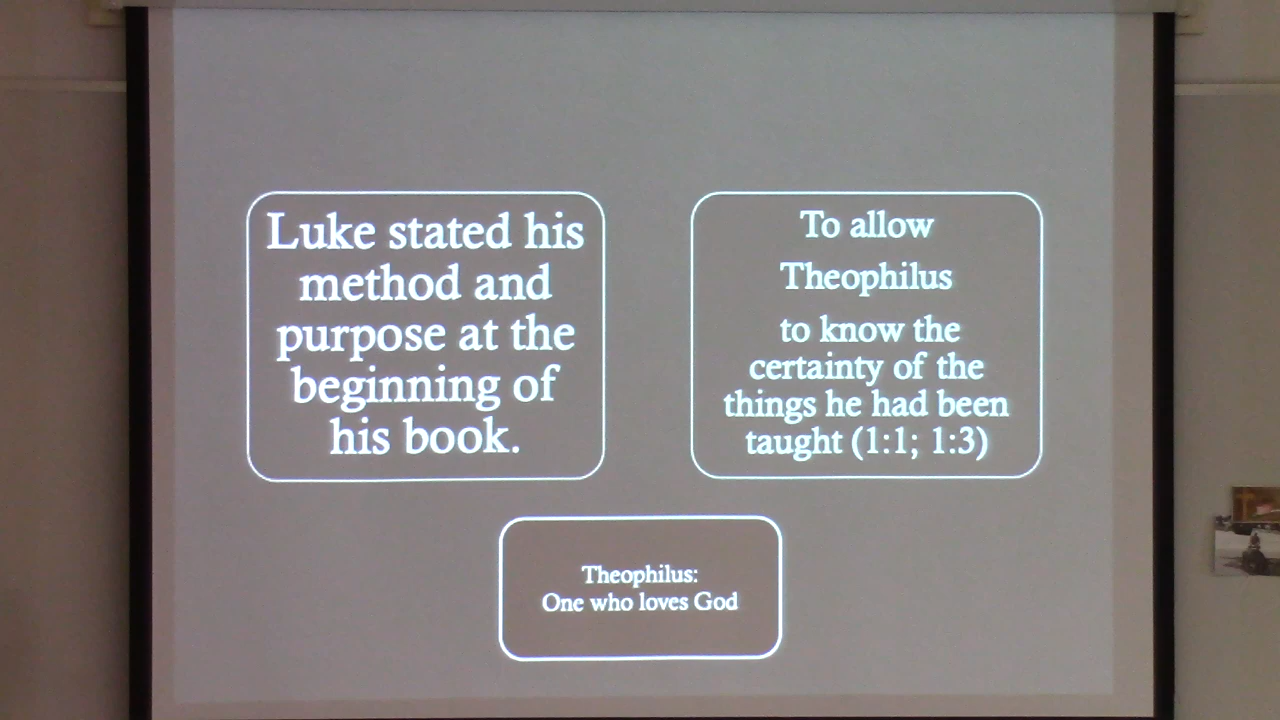 Luke stated his
method and
purpose at the
beginning of
his book.
To allow
Theophilus
to know the
certainty of the
things he had been
taught (1:1; 1:3)
Theophilus:
One who loves God